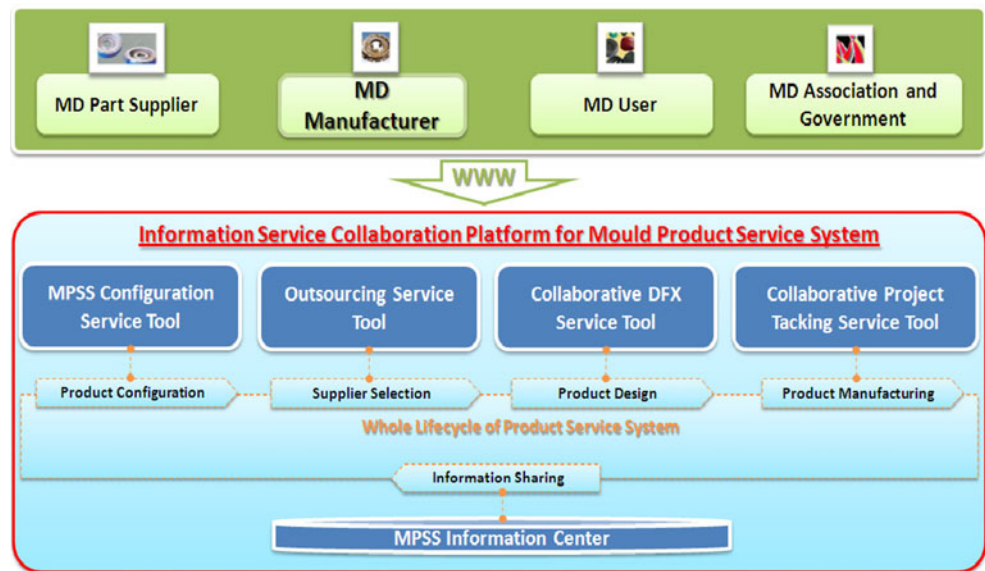 MD Part Supplier
MD
Manufacturer
MD User
MD Association and
Government
WWW
Information Service Collaboration Platform for Mould Product Service System
MPSS Configuration
Service Tool
Outsourcing Service
Tool
Collaborative DFX
Service Tool
Collaborative Project
Tacking Service Tool
Product Configuration
Supplier Selection
Product Design
Product Manufacturing
Whole Lifecycle of Product Service System
Information Sharing
MPSS Information Center